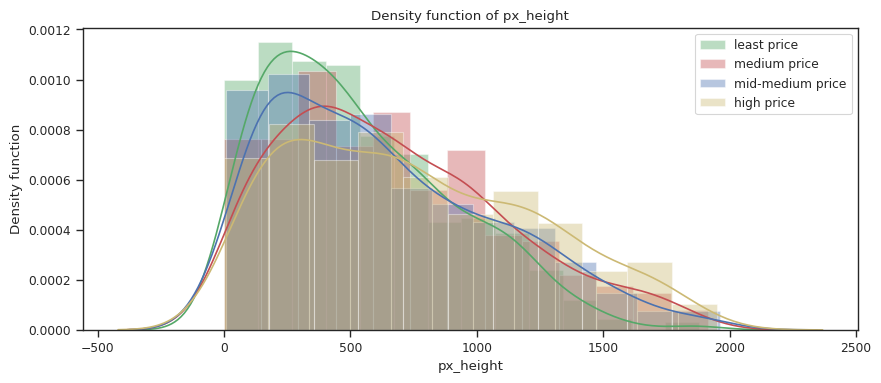 Density function of px_height
0.0012
0.0010
0.0008
0.0006
0.0004
0.0002
0.0000
Density function
least price
medium price
mid-medium price
high price
−500
0
500
1000
1500
2000
2500
px_height